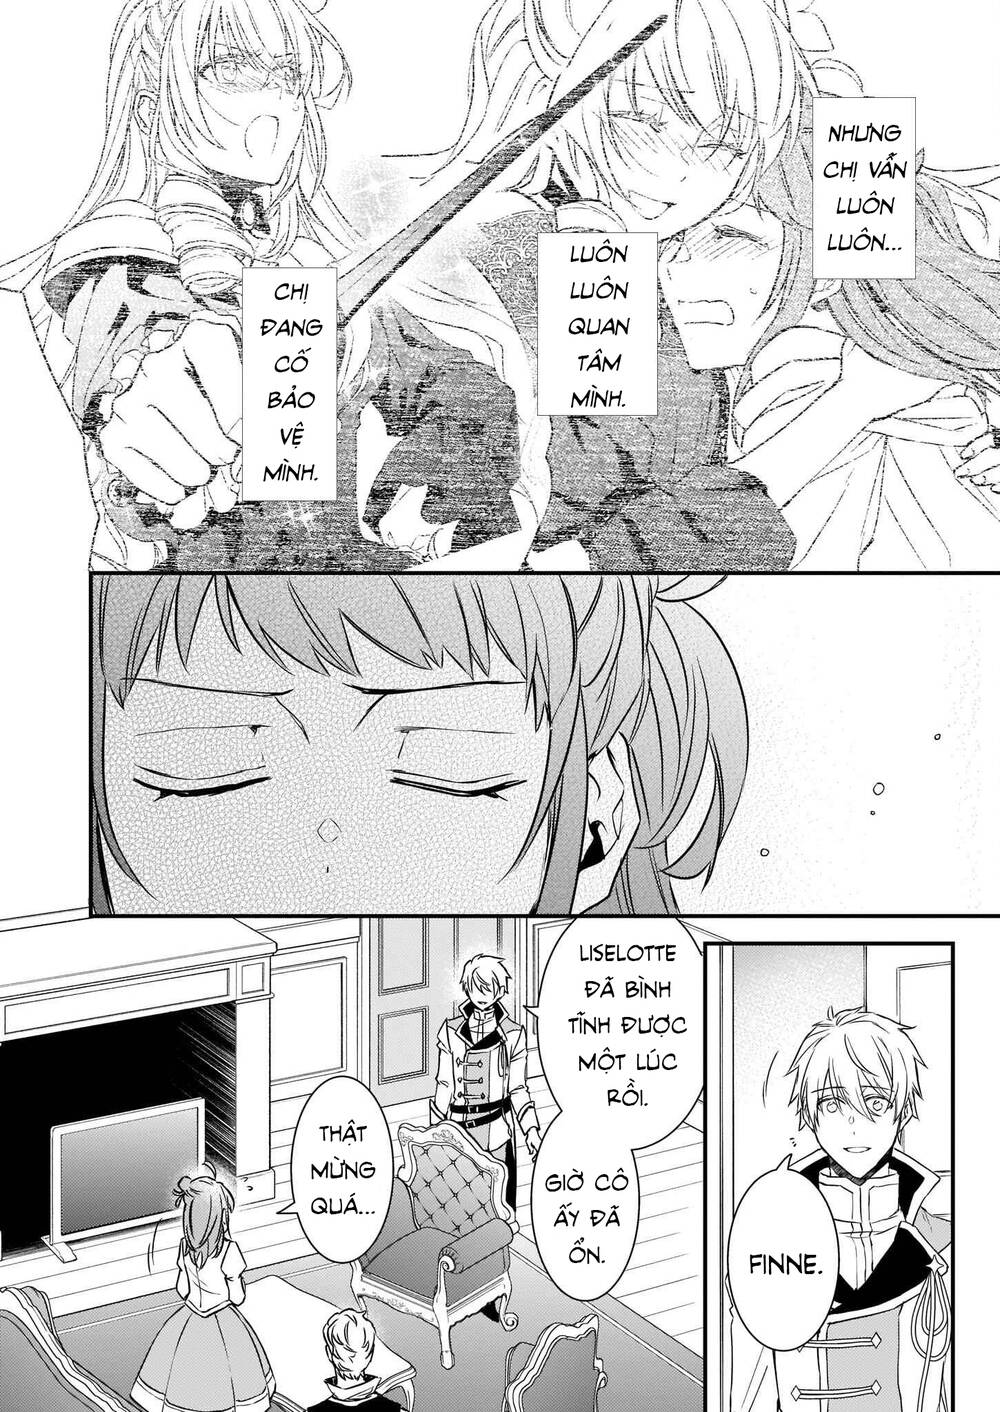 NHƯNG
CHỊ VẪN
LUÔN
LUÔN...
LUÔN
LUÔN
QUAN
TÂM
MÌNH.
CHỊ
ĐANG
CỐ
BẢO
VỆ
MÌNH.
FINNE.
LISELOTTE
ĐÃ BÌNH
TĨNH ĐƯỢC
MỘT LÚC
RỒI.
GIỜ CÔ
ẤY ĐÃ
ỔN.
THẬT
MỪNG
QUÁ...